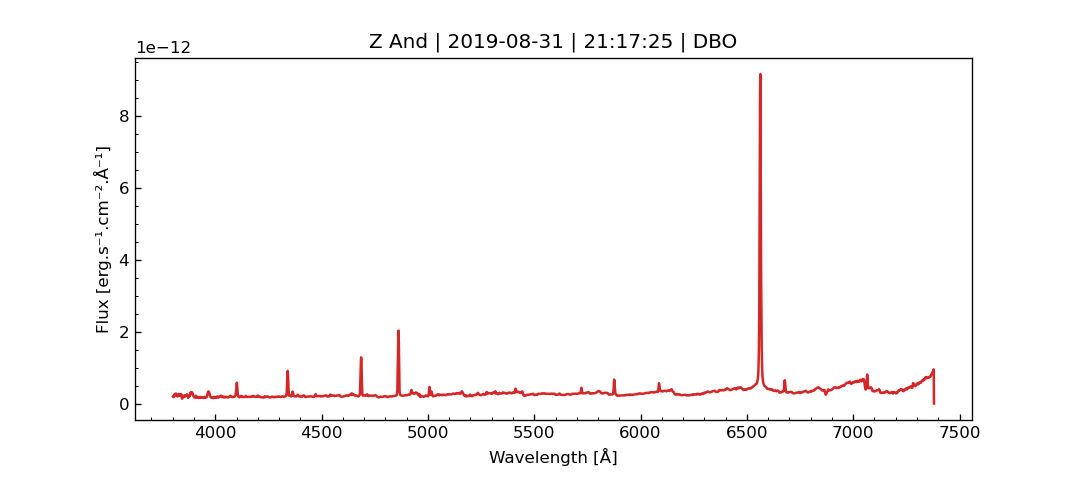 Z And | 2019-08-31 | 21:17:25 | DBO
1e−12
Flux [erg.s⁻¹.cm⁻².Å⁻¹]
8
6
4
2
0
4000 4500 5000 5500 6000 6500 7000 7500
Wavelength [Å]